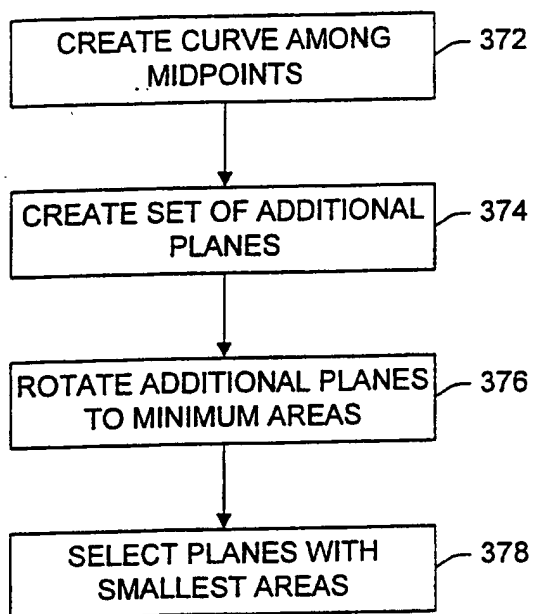 CREATE CURVE AMONG
MIDPOINTS
372
CREATE SET OF ADDITIONAL
PLANES
374
ROTATE ADDITIONAL PLANES
TO MINIMUM AREAS
376
SELECT PLANES WITH
SMALLEST AREAS
378